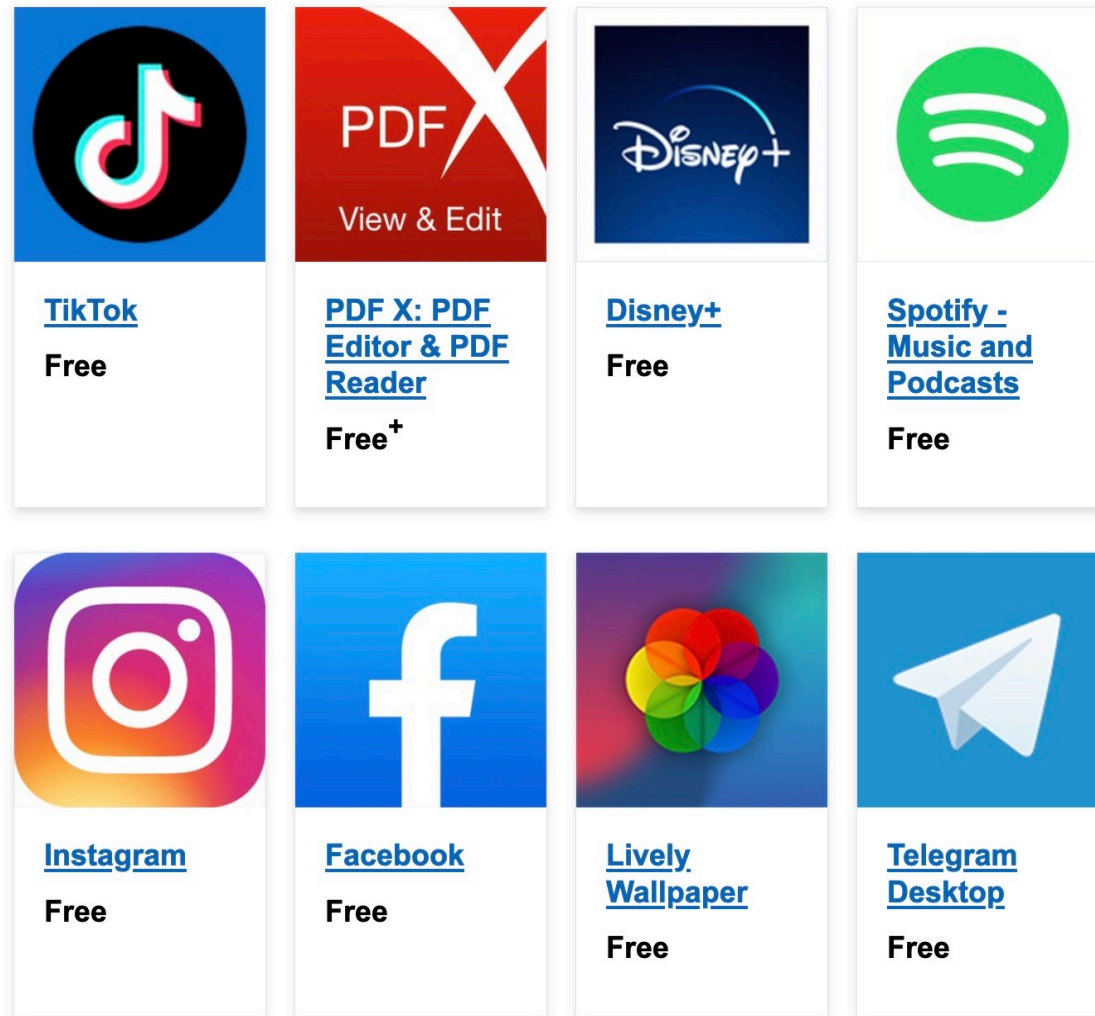 PDF X
View & Edit
Disney+
TikTok
Free
PDF X: PDF
Editor & PDF
Reader
Free+
Disney+
Free
Spotify -
Music and
Podcasts
Free
Instagram
Free
Facebook
Free
Lively
Wallpaper
Free
Telegram
Desktop
Free